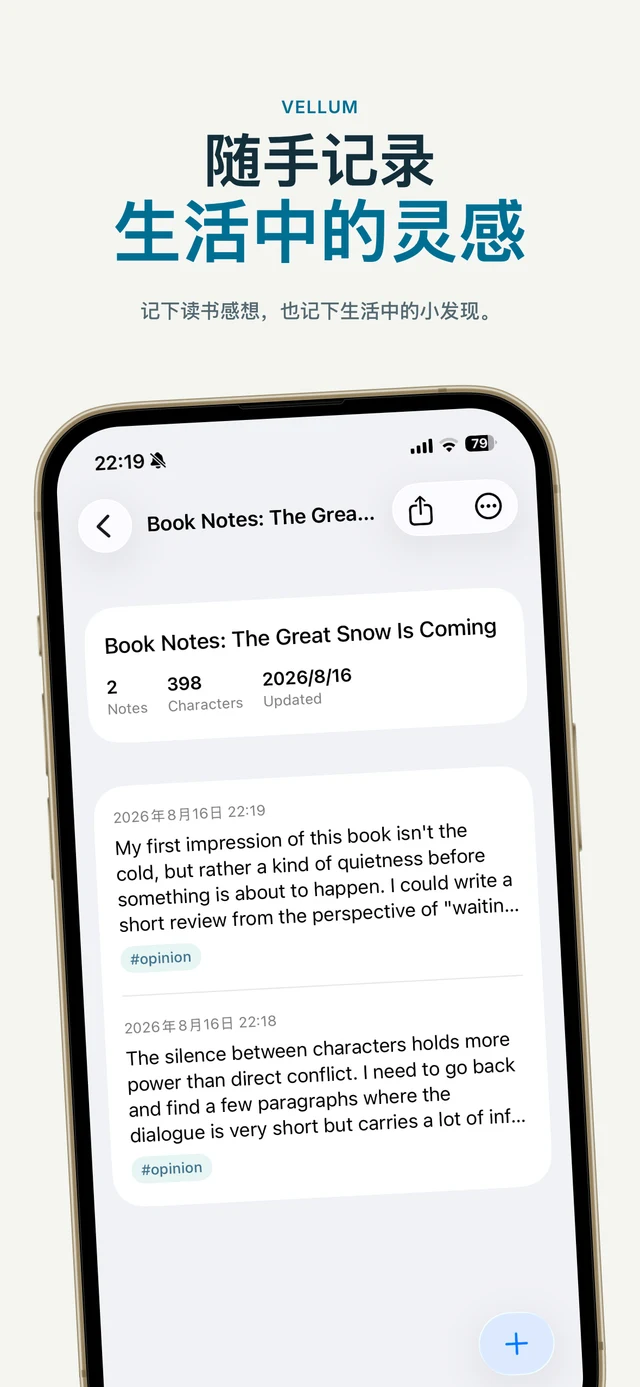 VELLUM
随手记录
生活中的灵感
记下读书感想，也记下生活中的小发现。
22:19
79
Book Notes: The Grea...
Book Notes: The Great Snow Is Coming
2 398 2026/8/16
Notes Characters Updated
2026年8月16日 22:19
My first impression of this book isn't the
cold, but rather a kind of quietness before
something is about to happen. I could write a
short review from the perspective of "waitin...
#opinion
2026年8月16日 22:18
The silence between characters holds more
power than direct conflict. I need to go back
and find a few paragraphs where the
dialogue is very short but carries a lot of inf...
#opinion